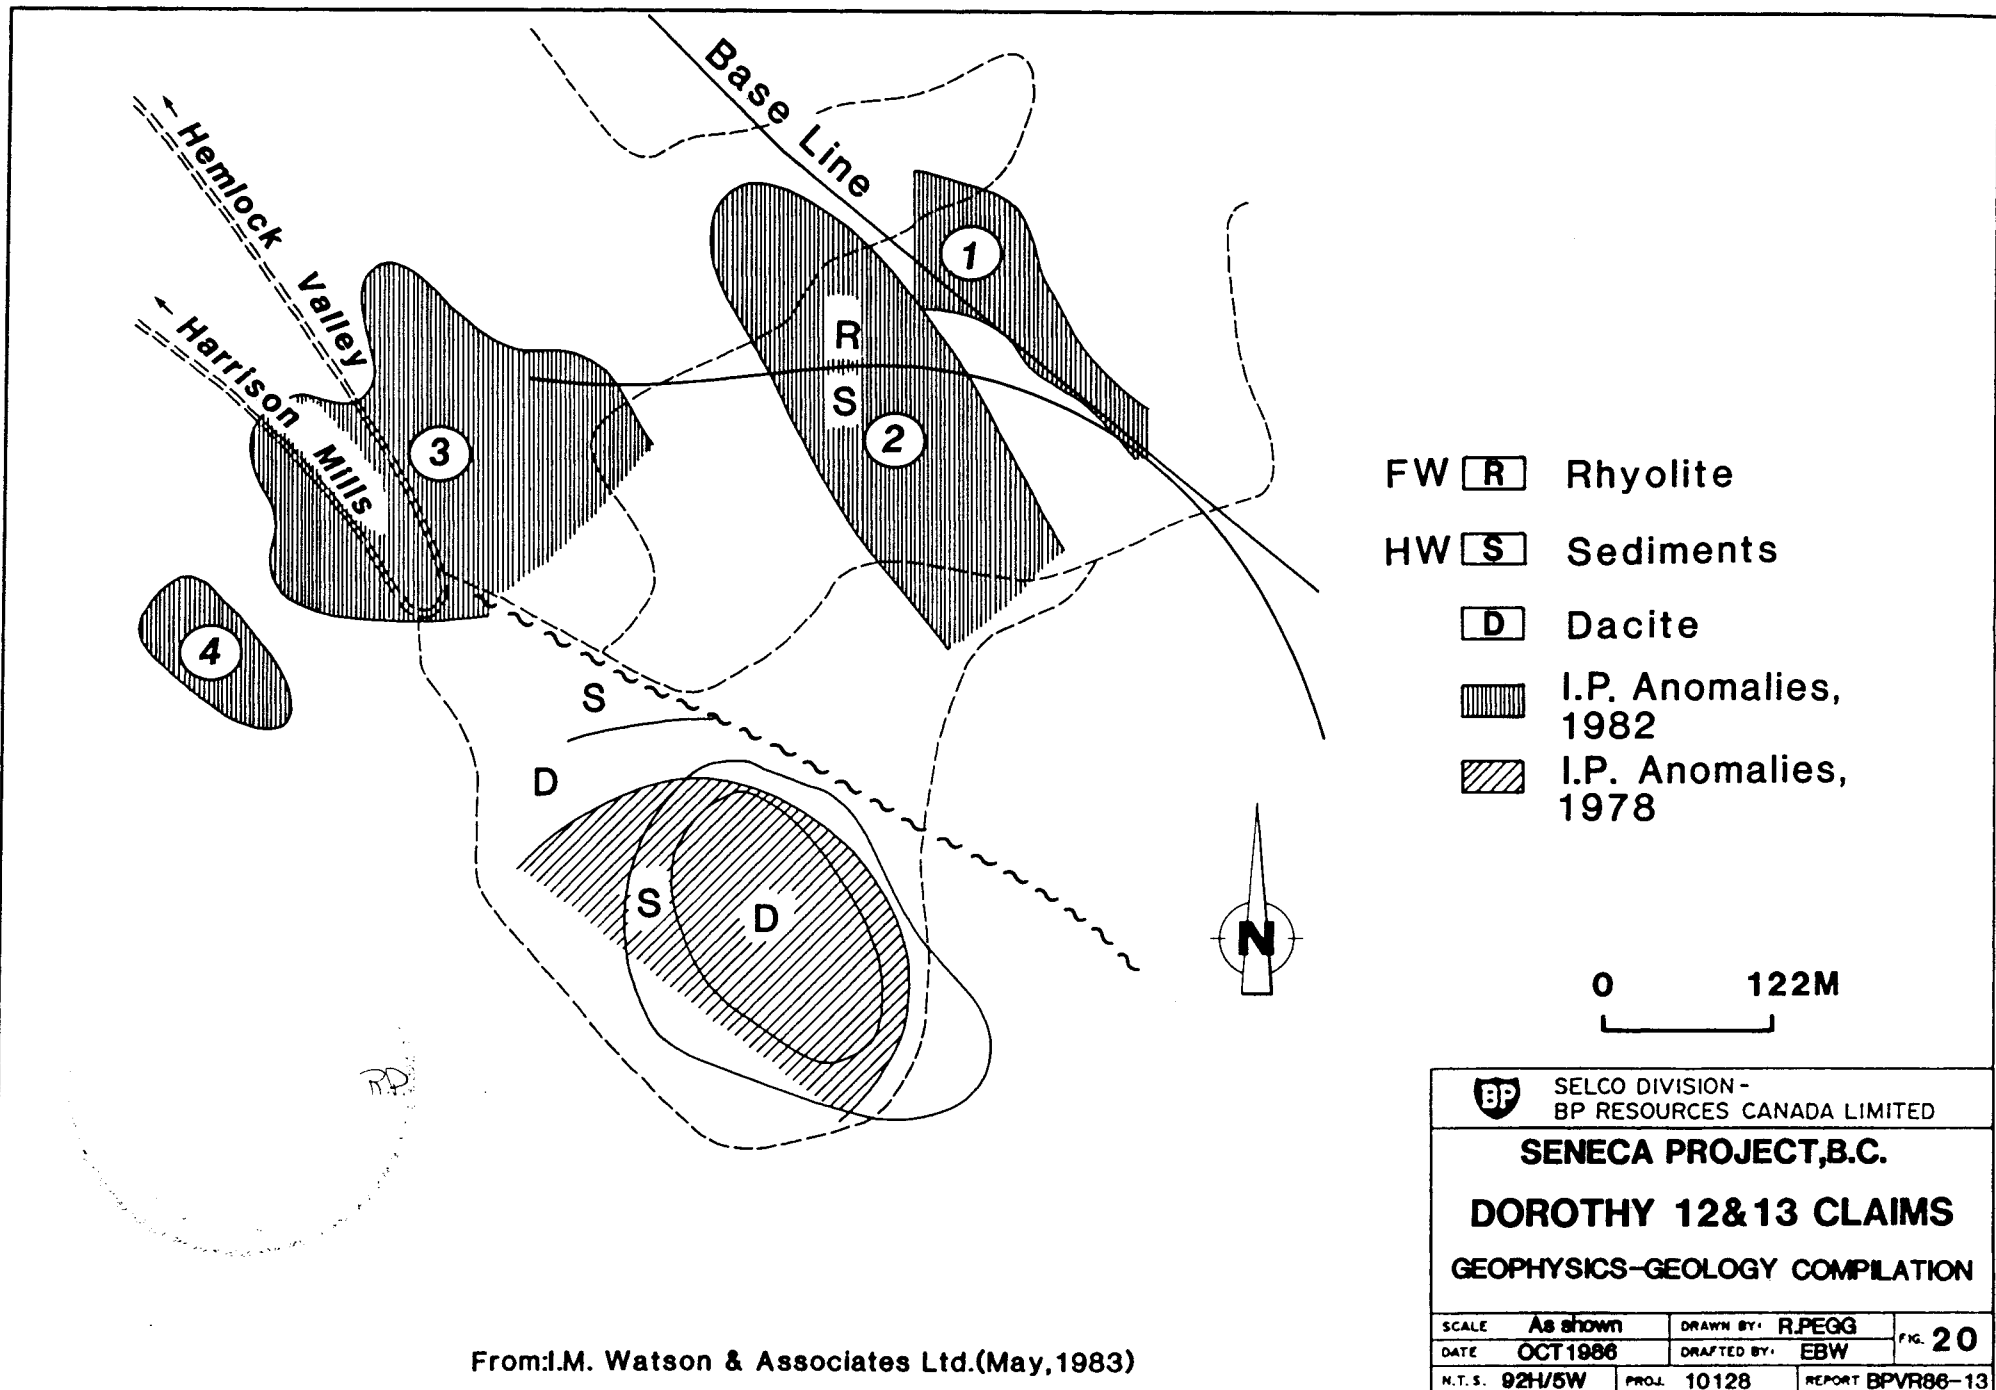 Base Line
Hemlock Valley
Harrison Mills
1
2
3
4
R
S
S
D
S
D
FW R Rhyolite
HW S Sediments
D Dacite
I.P. Anomalies,
1982
I.P. Anomalies,
1978
N
0 122M
RP
BP
SELCO DIVISION -
BP RESOURCES CANADA LIMITED
SENECA PROJECT,B.C.
DOROTHY 12&13 CLAIMS
GEOPHYSICS-GEOLOGY COMPILATION
SCALE As shown DRAWN BY: R.PEGG FIG. 20
DATE OCT 1986 DRAFTED BY: EBW
N.T.S. 92H/5W PROJ. 10128 REPORT BPVR86-13
From:I.M. Watson & Associates Ltd.(May,1983)